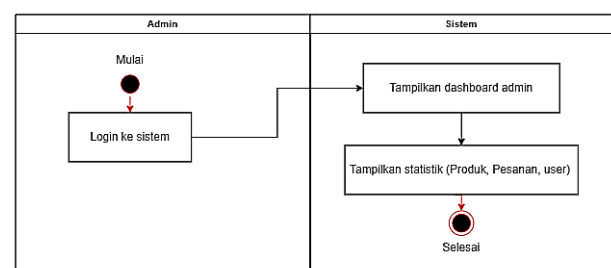 Admin
Sistem
Mulai
Login ke sistem
Tampilkan dashboard admin
Tampilkan statistik (Produk, Pesanan, user)
Selesai